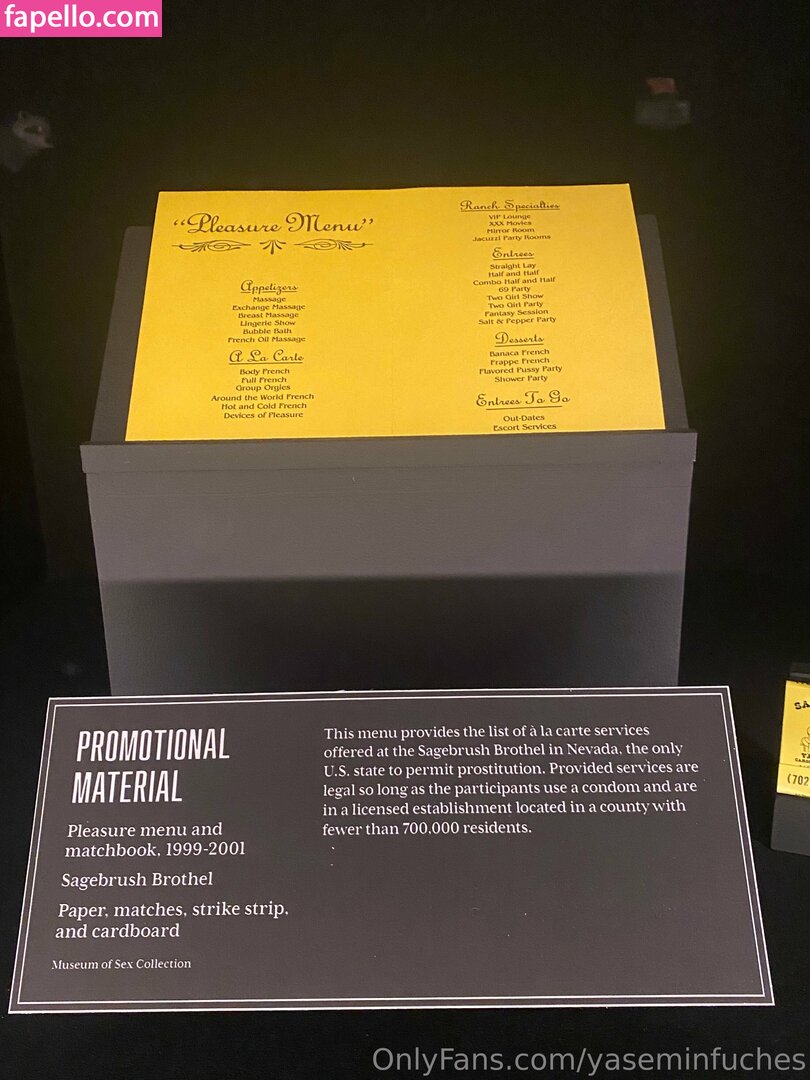 fapello.com
“Pleasure Menu”
Appetizers
Massage
Exchange Massage
Breast Massage
Lingerie Show
Bubble Bath
French Oil Massage
A La Carte
Body French
Full French
Group Orgies
Around the World French
Hot and Cold French
Devices of Pleasure
Ranch Specialties
VIP Lounge
XXX Movies
Mirror Room
Jacuzzi Party Rooms
Entrees
Straight Lay
Half and Half
Combo Half and Half
69 Party
Two Girl Show
Two Girl Party
Fantasy Session
Salt & Pepper Party
Desserts
Banaca French
Frappe French
Flavored Pussy Party
Shower Party
Entrees To Go
Out-Dates
Escort Services
PROMOTIONAL
MATERIAL
Pleasure menu and
matchbook, 1999-2001
Sagebrush Brothel
Paper, matches, strike strip,
and cardboard
Museum of Sex Collection
This menu provides the list of à la carte services
offered at the Sagebrush Brothel in Nevada, the only
U.S. state to permit prostitution. Provided services are
legal so long as the participants use a condom and are
in a licensed establishment located in a county with
fewer than 700,000 residents.
SA
(702
OnlyFans.com/yaseminfuches